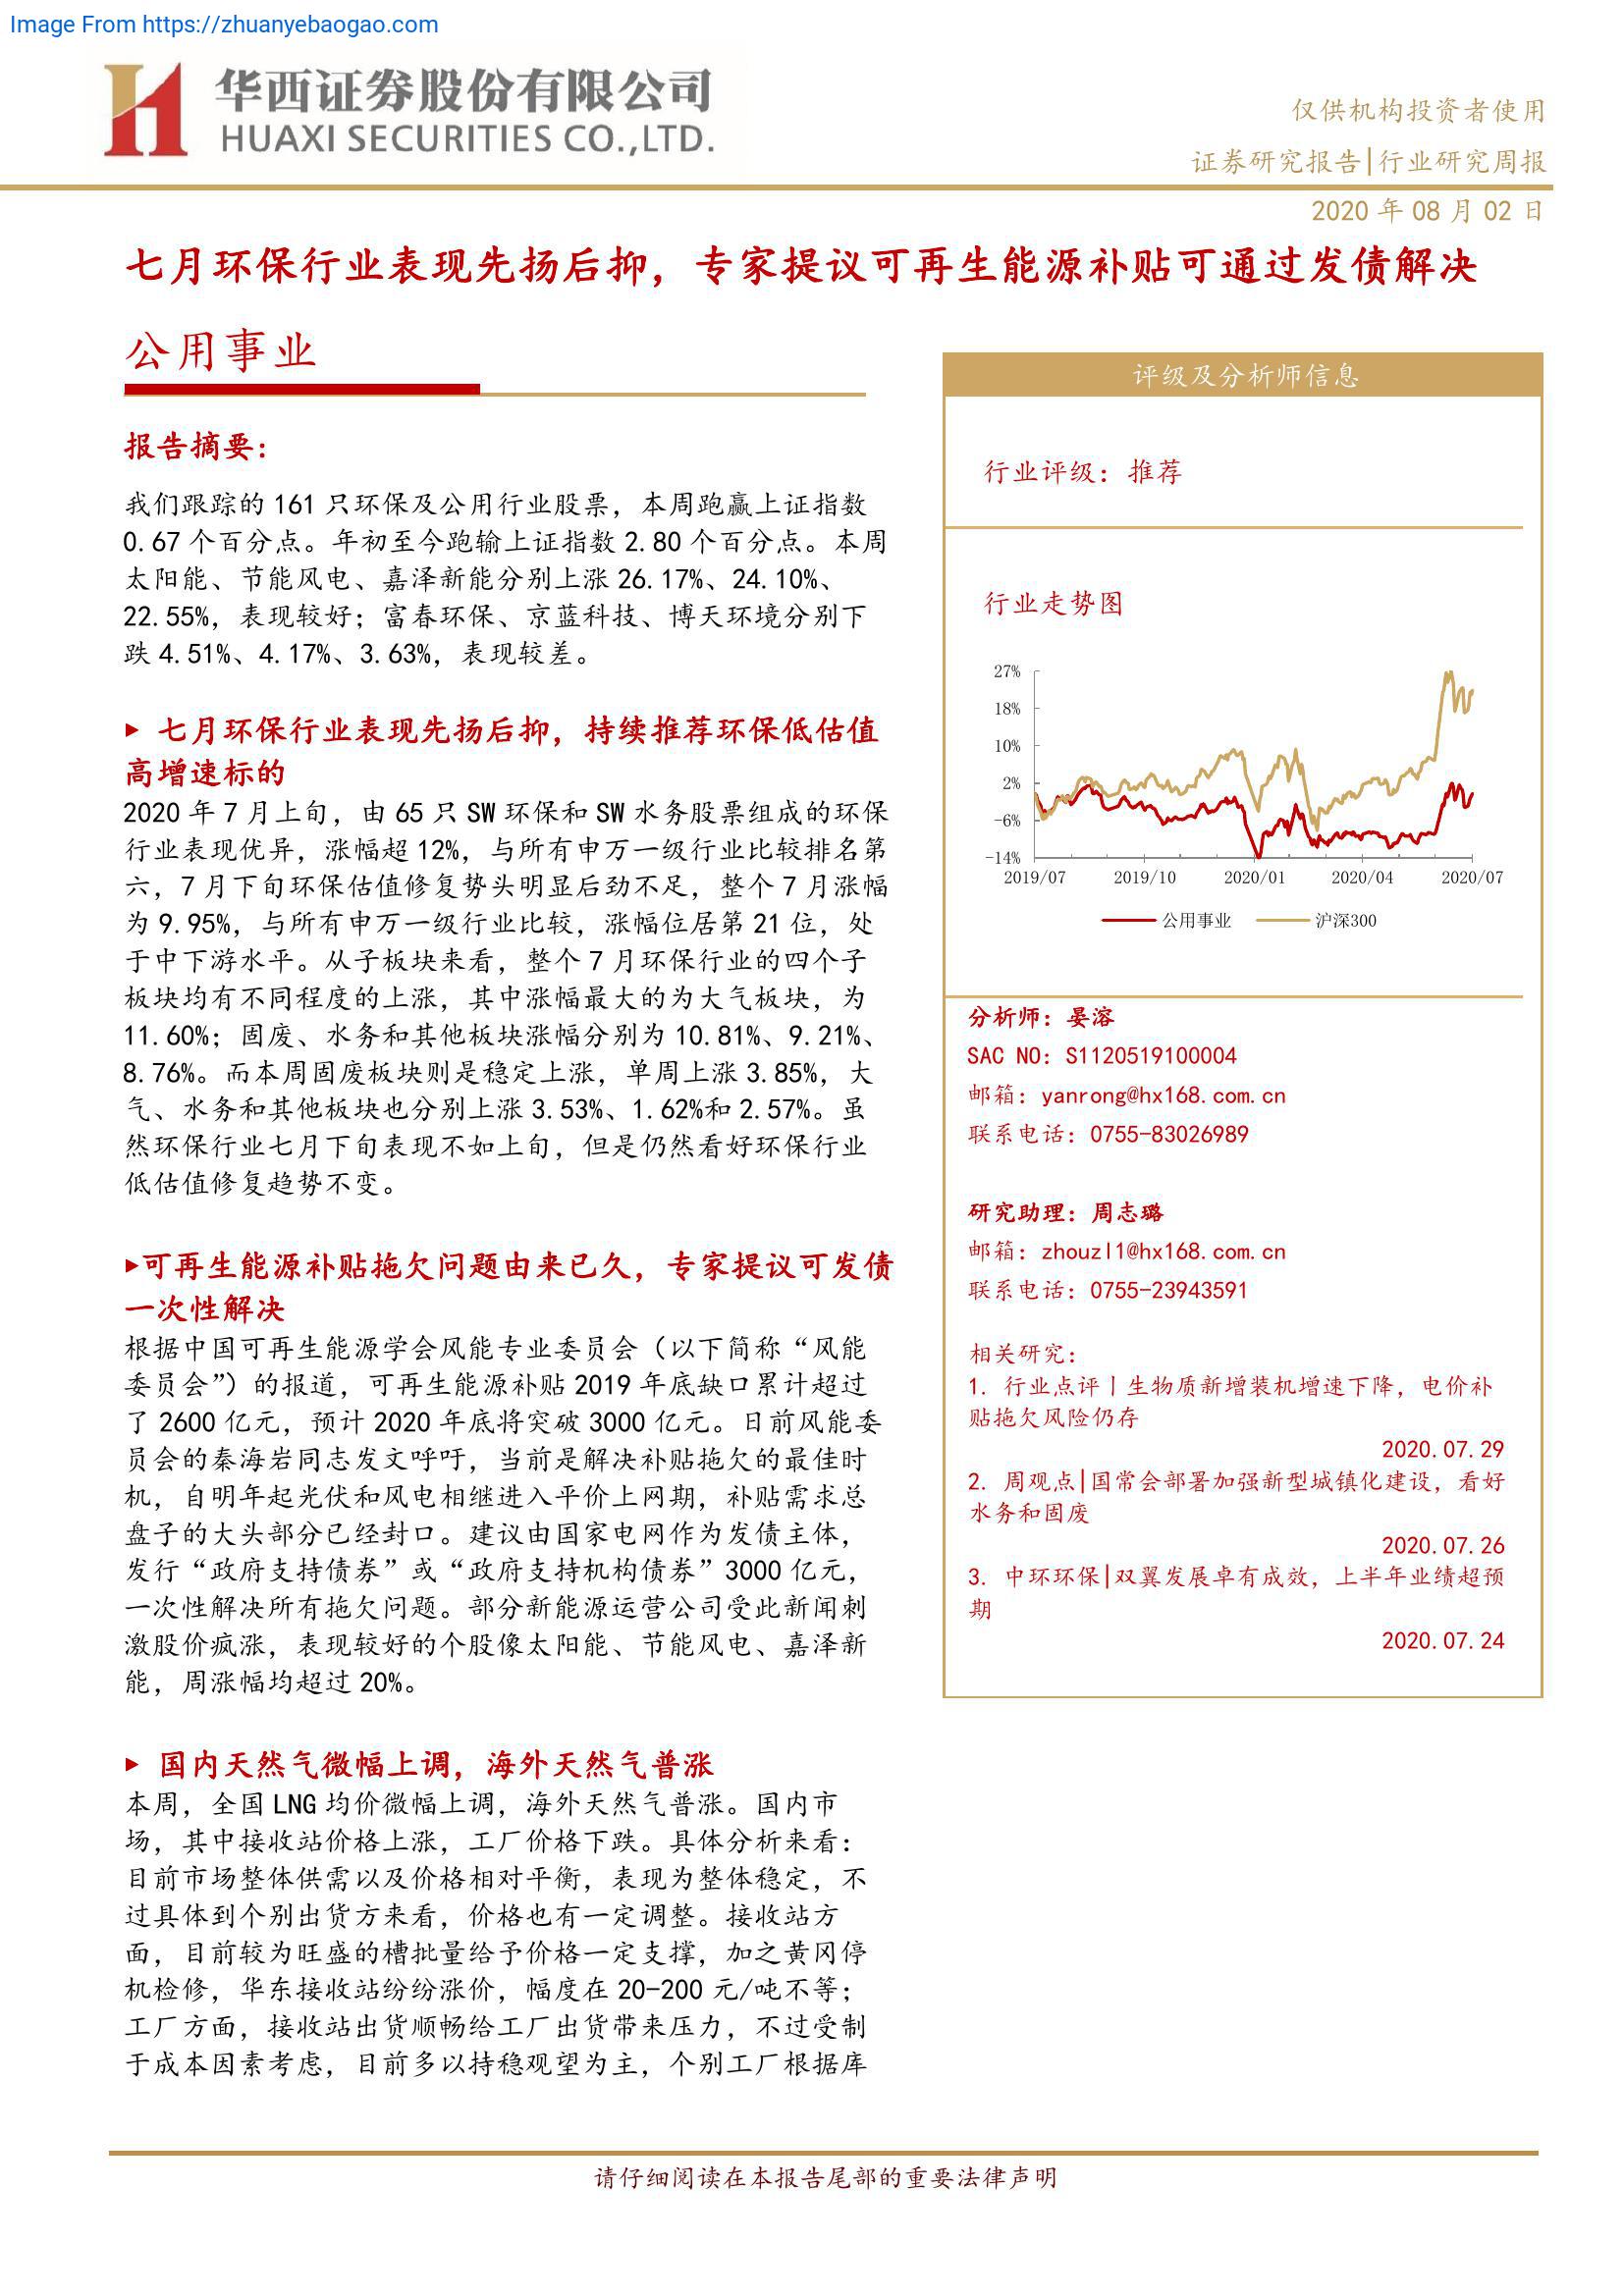 Image From https://zhuanyebaogao.com
华西证券股份有限公司
HUAXI SECURITIES CO.,LTD.
仅供机构投资者使用
证券研究报告|行业研究周报
2020 年 08 月 02 日
七月环保行业表现先扬后抑，专家提议可再生能源补贴可通过发债解决
公用事业
报告摘要：
我们跟踪的 161 只环保及公用行业股票，本周跑赢上证指数
0.67 个百分点。年初至今跑输上证指数 2.80 个百分点。本周
太阳能、节能风电、嘉泽新能分别上涨 26.17%、24.10%、
22.55%，表现较好；富春环保、京蓝科技、博天环境分别下
跌 4.51%、4.17%、3.63%，表现较差。
▶ 七月环保行业表现先扬后抑，持续推荐环保低估值
高增速标的
2020 年 7 月上旬，由 65 只 SW 环保和 SW 水务股票组成的环保
行业表现优异，涨幅超 12%，与所有申万一级行业比较排名第
六，7 月下旬环保估值修复势头明显后劲不足，整个 7 月涨幅
为 9.95%，与所有申万一级行业比较，涨幅位居第 21 位，处
于中下游水平。从子板块来看，整个 7 月环保行业的四个子
板块均有不同程度的上涨，其中涨幅最大的为大气板块，为
11.60%；固废、水务和其他板块涨幅分别为 10.81%、9.21%、
8.76%。而本周固废板块则是稳定上涨，单周上涨 3.85%，大
气、水务和其他板块也分别上涨 3.53%、1.62%和 2.57%。虽
然环保行业七月下旬表现不如上旬，但是仍然看好环保行业
低估值修复趋势不变。
▶可再生能源补贴拖欠问题由来已久，专家提议可发债
一次性解决
根据中国可再生能源学会风能专业委员会（以下简称“风能
委员会”）的报道，可再生能源补贴 2019 年底缺口累计超过
了 2600 亿元，预计 2020 年底将突破 3000 亿元。日前风能委
员会的秦海岩同志发文呼吁，当前是解决补贴拖欠的最佳时
机，自明年起光伏和风电相继进入平价上网期，补贴需求总
盘子的大头部分已经封口。建议由国家电网作为发债主体，
发行“政府支持债券”或“政府支持机构债券”3000 亿元，
一次性解决所有拖欠问题。部分新能源运营公司受此新闻刺
激股价疯涨，表现较好的个股像太阳能、节能风电、嘉泽新
能，周涨幅均超过 20%。
▶ 国内天然气微幅上调，海外天然气普涨
本周，全国 LNG 均价微幅上调，海外天然气普涨。国内市
场，其中接收站价格上涨，工厂价格下跌。具体分析来看：
目前市场整体供需以及价格相对平衡，表现为整体稳定，不
过具体到个别出货方来看，价格也有一定调整。接收站方
面，目前较为旺盛的槽批量给予价格一定支撑，加之黄冈停
机检修，华东接收站纷纷涨价，幅度在 20-200 元/吨不等；
工厂方面，接收站出货顺畅给工厂出货带来压力，不过受制
于成本因素考虑，目前多以持稳观望为主，个别工厂根据库
评级及分析师信息
行业评级：推荐
行业走势图
27%
18%
10%
2%
-6%
-14%
2019/07 2019/10 2020/01 2020/04 2020/07
公用事业 沪深300
分析师：晏溶
SAC NO：S1120519100004
邮箱：yanrong@hx168.com.cn
联系电话：0755-83026989
研究助理：周志璐
邮箱：zhouzl1@hx168.com.cn
联系电话：0755-23943591
相关研究：
1. 行业点评丨生物质新增装机增速下降，电价补
贴拖欠风险仍存
2020.07.29
2. 周观点|国常会部署加强新型城镇化建设，看好
水务和固废
2020.07.26
3. 中环环保|双翼发展卓有成效，上半年业绩超预
期
2020.07.24
请仔细阅读在本报告尾部的重要法律声明